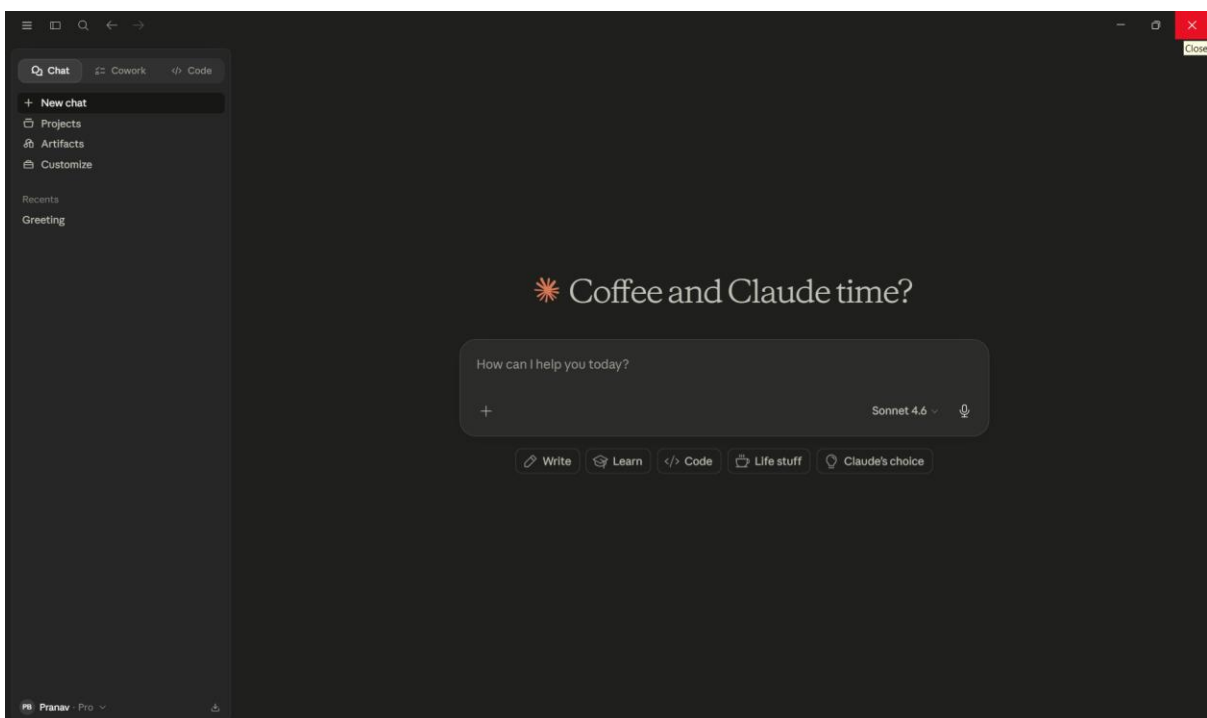 Close
Chat Cowork </> Code
+ New chat
Projects
Artifacts
Customize
Recents
Greeting
Coffee and Claude time?
How can I help you today?
+ Sonnet 4.6
Write Learn </> Code Life stuff Claude's choice
PB Pranav · Pro